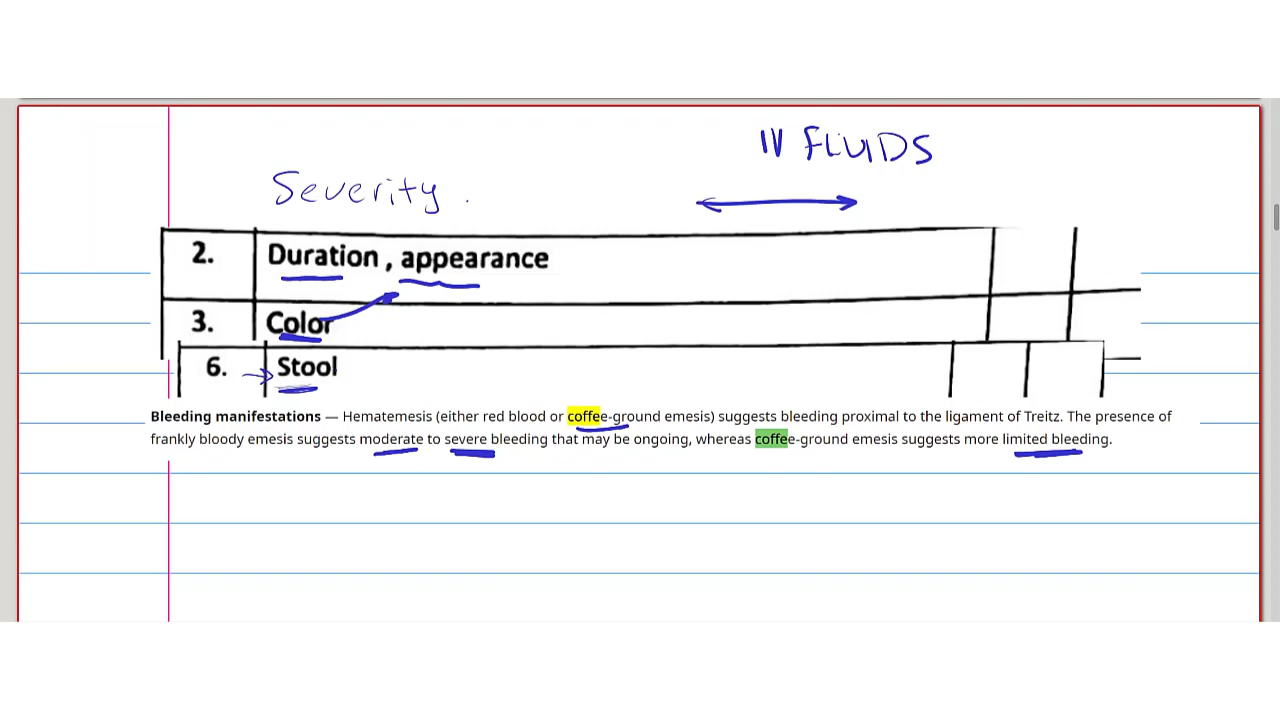 IV FLUIDS
Severity.
2. Duration , appearance
3. Color
6. Stool
Bleeding manifestations — Hematemesis (either red blood or coffee-ground emesis) suggests bleeding proximal to the ligament of Treitz. The presence of
frankly bloody emesis suggests moderate to severe bleeding that may be ongoing, whereas coffee-ground emesis suggests more limited bleeding.